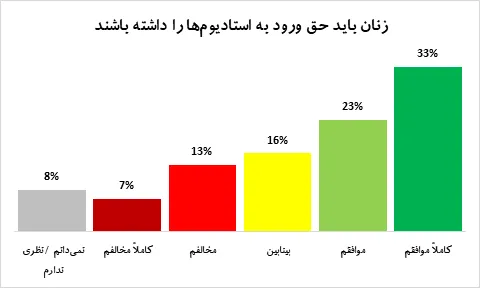 زنان باید حق ورود به استادیوم‌ها را داشته باشند
33%
23%
16%
13%
7%
8%
کاملاً موافقم
موافقم
بینابین
مخالفم
کاملاً مخالفم
نمی‌دانم / نظری
ندارم